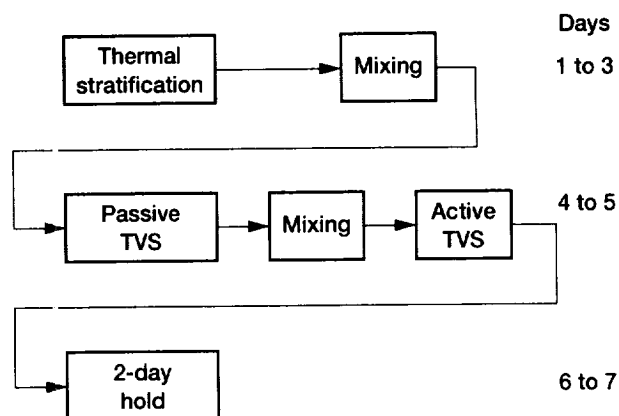 Days
Thermal
stratification
Mixing
1 to 3
Passive
TVS
Mixing
Active
TVS
4 to 5
2-day
hold
6 to 7